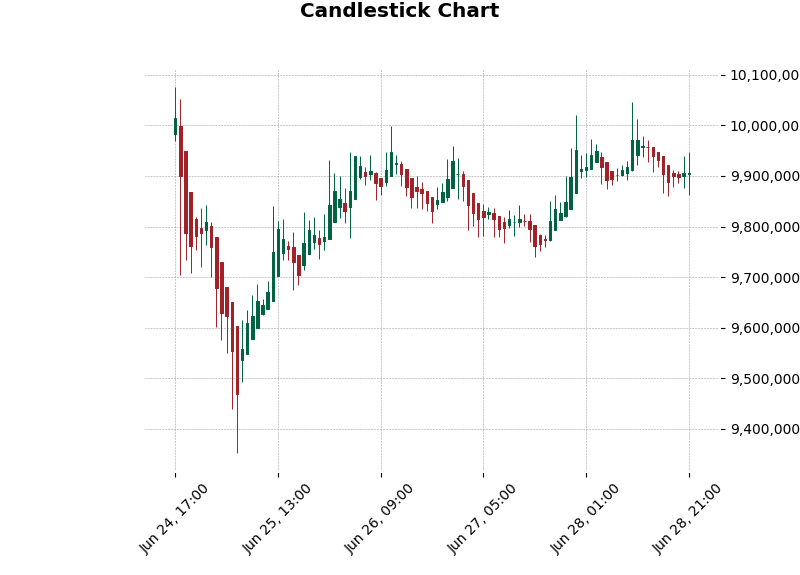 Candlestick Chart
10,100,00
10,000,00
9,900,000
9,800,000
9,700,000
9,600,000
9,500,000
9,400,000
Jun 24, 17:00
Jun 25, 13:00
Jun 26, 09:00
Jun 27, 05:00
Jun 28, 01:00
Jun 28, 21:00